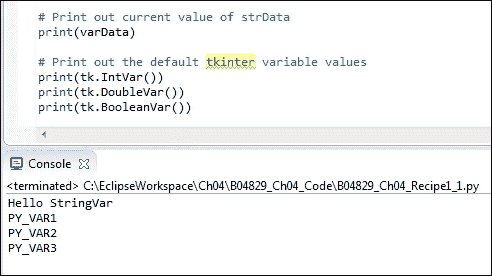 # Print out current value of strData
print(varData)
# Print out the default tkinter variable values
print(tk.IntVar())
print(tk.DoubleVar())
print(tk.BooleanVar())
Console
<terminated> C:\EclipseWorkspace\Ch04\B04829_Ch04_Code\B04829_Ch04_Recipe1_1.py
Hello StringVar
PY_VAR1
PY_VAR2
PY_VAR3